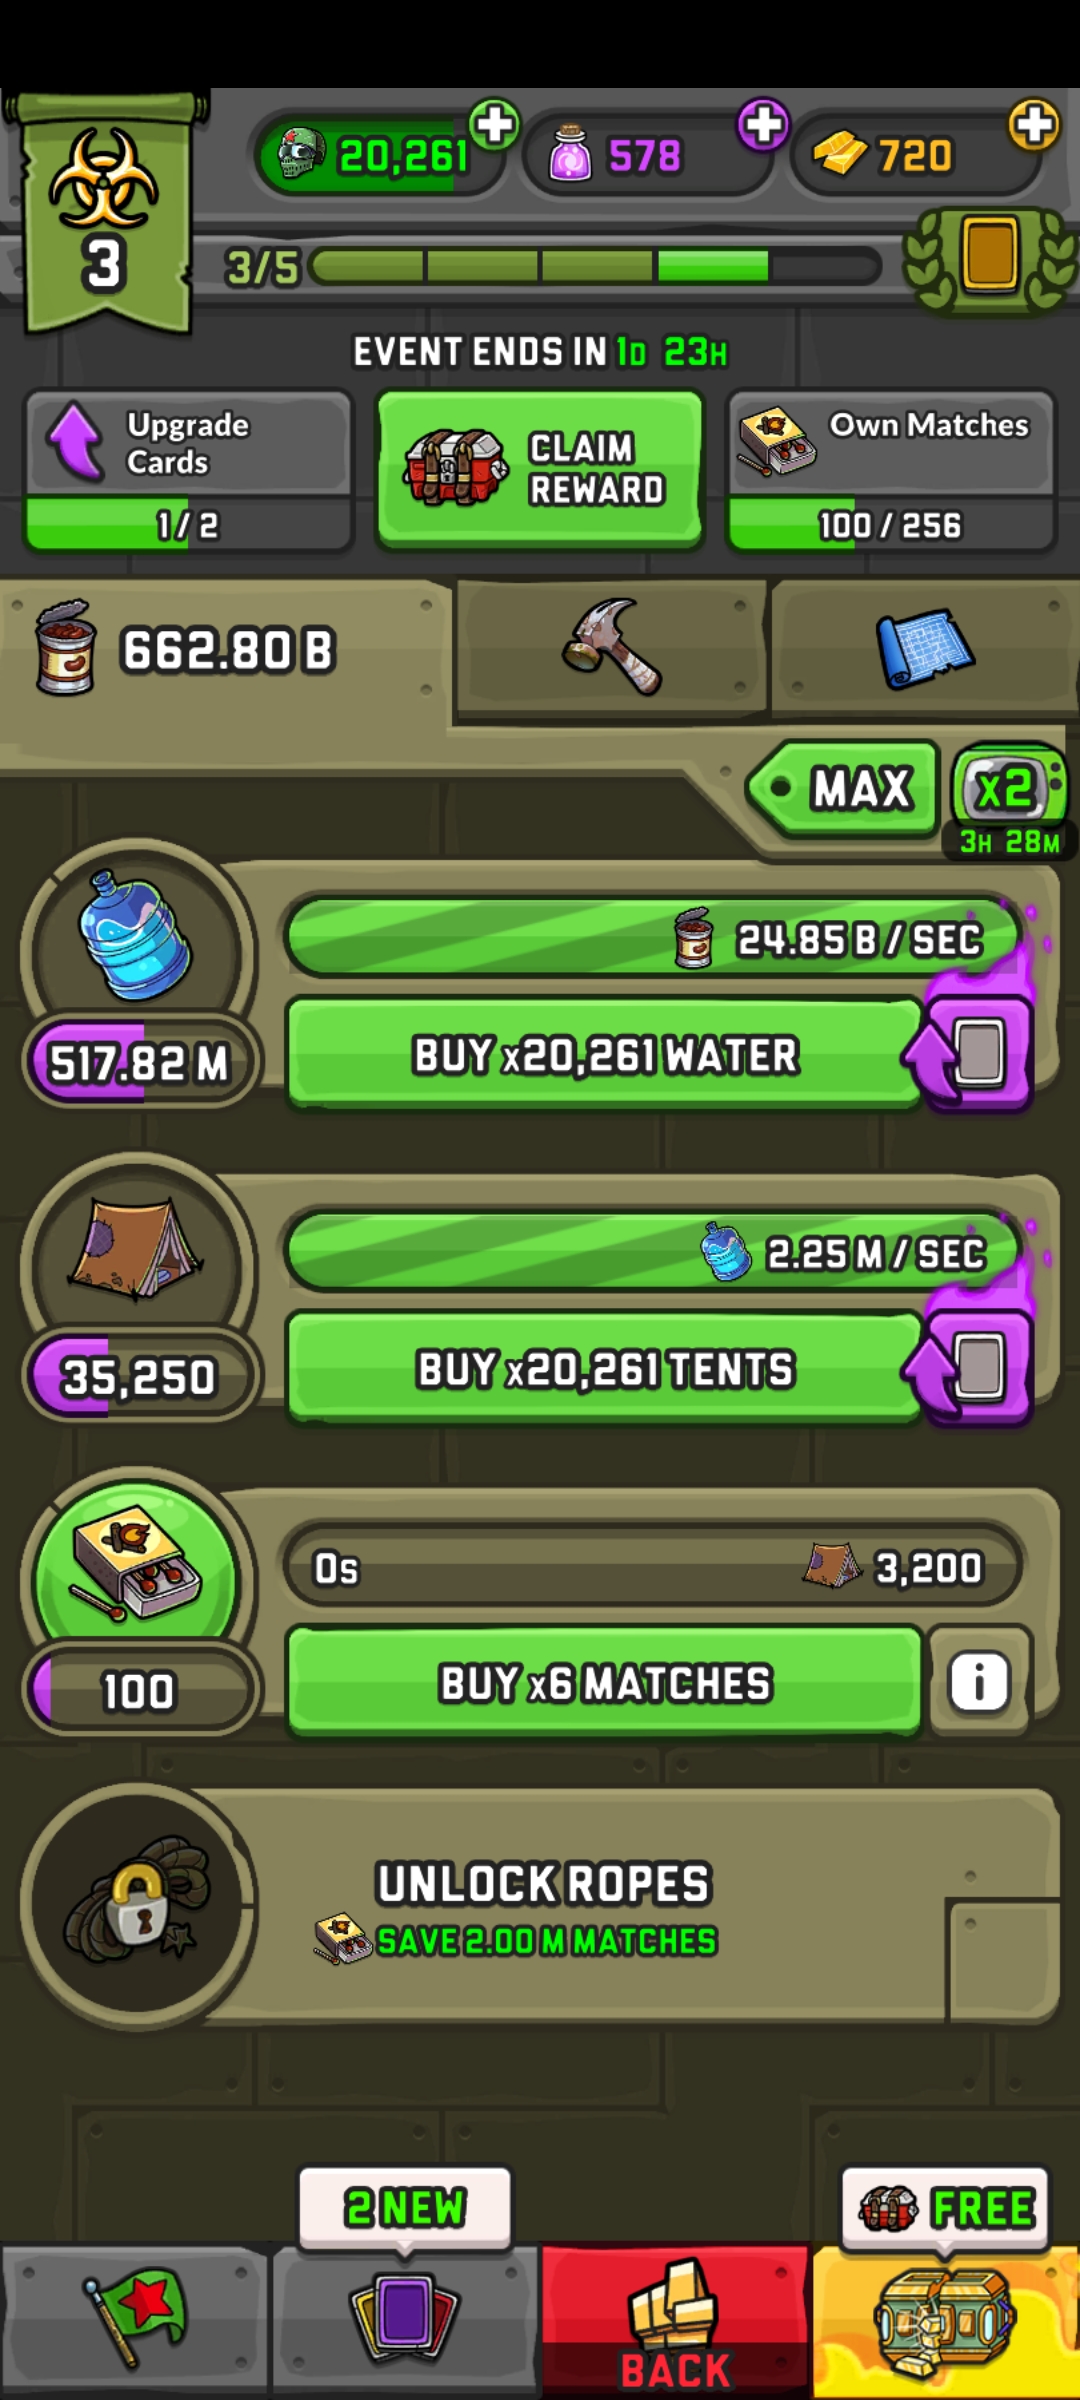 20,261
578
720
3
3/5
EVENT ENDS IN 1D 23H
Upgrade
Cards
1 / 2
CLAIM
REWARD
Own Matches
100 / 256
662.80 B
MAX
x2
3H 28M
24.85 B / SEC
517.82 M
BUY x20,261 WATER
2.25 M / SEC
35,250
BUY x20,261 TENTS
0s
3,200
100
BUY x6 MATCHES
i
UNLOCK ROPES
SAVE 2.00 M MATCHES
2 NEW
FREE
BACK